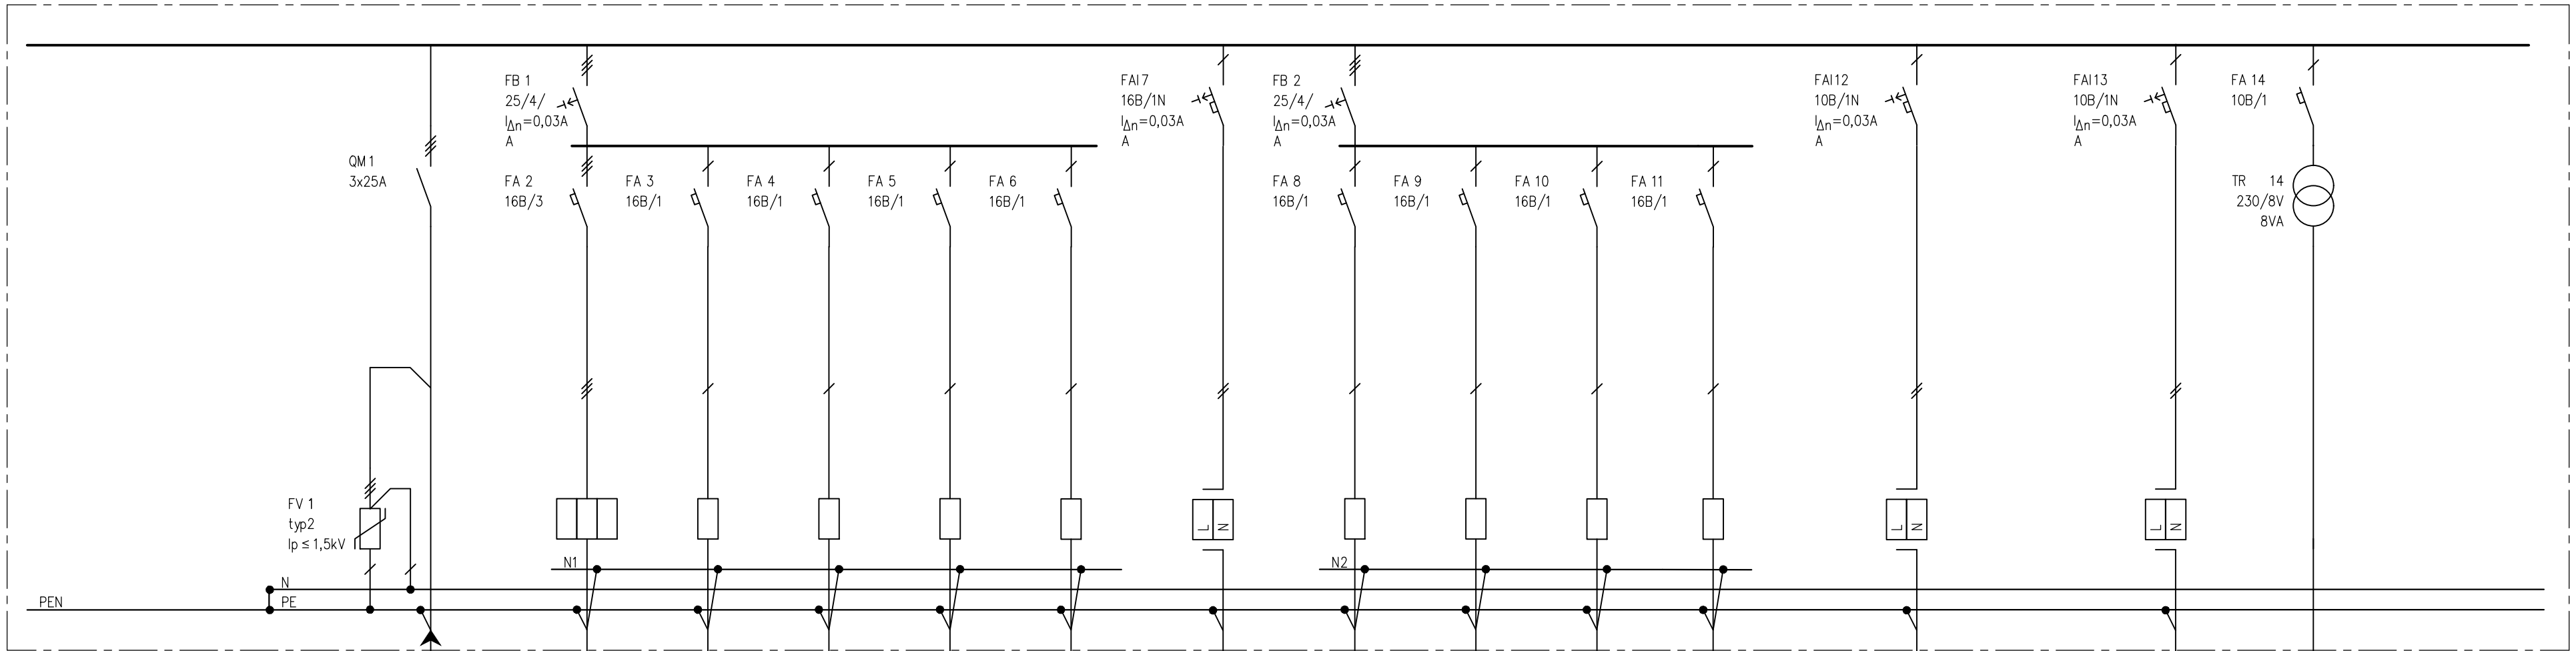 FB 1
25/4/
IΔn=0,03A
A
FAI7
16B/1N
IΔn=0,03A
A
FB 2
25/4/
IΔn=0,03A
A
FAI12
10B/1N
IΔn=0,03A
A
FAI13
10B/1N
IΔn=0,03A
A
FA 14
10B/1
QM1
3x25A
FA 2
16B/3
FA 3
16B/1
FA 4
16B/1
FA 5
16B/1
FA 6
16B/1
FA 8
16B/1
FA 9
16B/1
FA 10
16B/1
FA 11
16B/1
TR 14
230/8V
8VA
FV 1
typ2
Ip ≤ 1,5kV
L N
L N
L N
N1
N2
N
PEN
PE